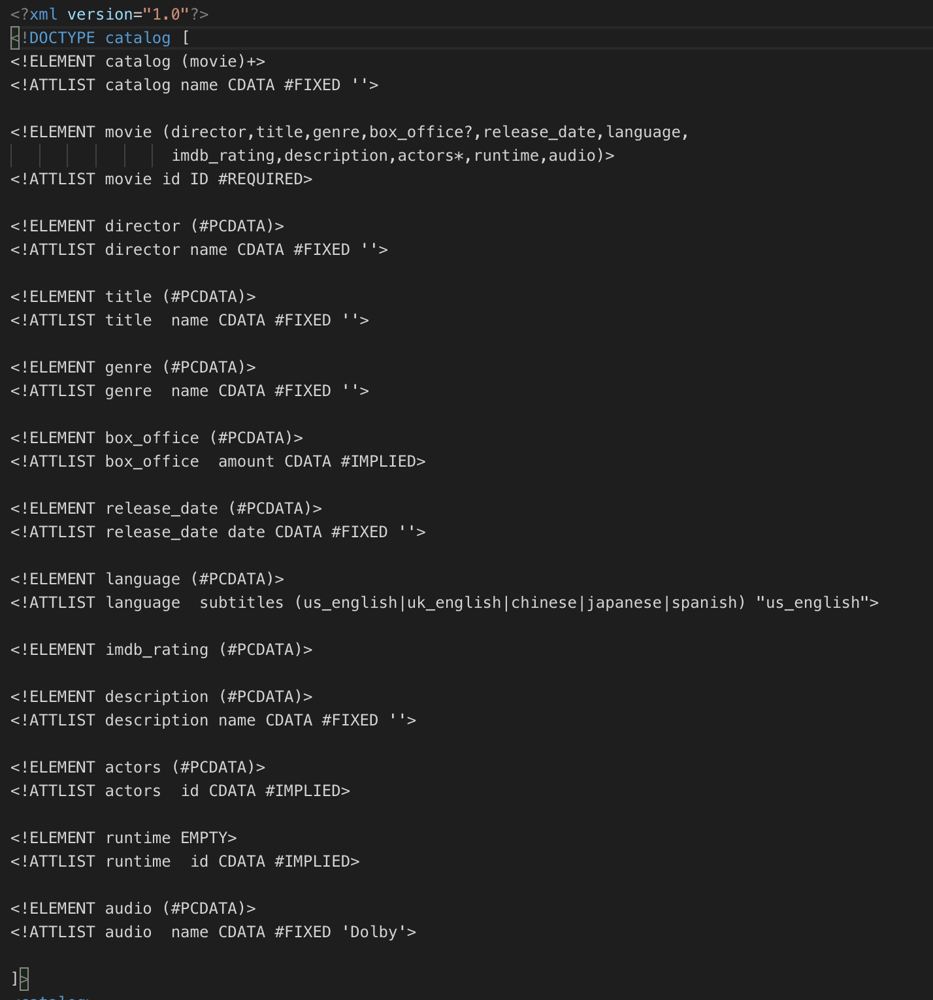 <?xml version="1.0"?>
<!DOCTYPE catalog [
<!ELEMENT catalog (movie)+>
<!ATTLIST catalog name CDATA #FIXED ''>
<!ELEMENT movie (director,title,genre,box_office?,release_date,language,
imdb_rating,description,actors*,runtime,audio)>
<!ATTLIST movie id ID #REQUIRED>
<!ELEMENT director (#PCDATA)>
<!ATTLIST director name CDATA #FIXED ''>
<!ELEMENT title (#PCDATA)>
<!ATTLIST title  name CDATA #FIXED ''>
<!ELEMENT genre (#PCDATA)>
<!ATTLIST genre  name CDATA #FIXED ''>
<!ELEMENT box_office (#PCDATA)>
<!ATTLIST box_office  amount CDATA #IMPLIED>
<!ELEMENT release_date (#PCDATA)>
<!ATTLIST release_date date CDATA #FIXED ''>
<!ELEMENT language (#PCDATA)>
<!ATTLIST language  subtitles (us_english|uk_english|chinese|japanese|spanish) "us_english">
<!ELEMENT imdb_rating (#PCDATA)>
<!ELEMENT description (#PCDATA)>
<!ATTLIST description name CDATA #FIXED ''>
<!ELEMENT actors (#PCDATA)>
<!ATTLIST actors  id CDATA #IMPLIED>
<!ELEMENT runtime EMPTY>
<!ATTLIST runtime  id CDATA #IMPLIED>
<!ELEMENT audio (#PCDATA)>
<!ATTLIST audio  name CDATA #FIXED 'Dolby'>
]>